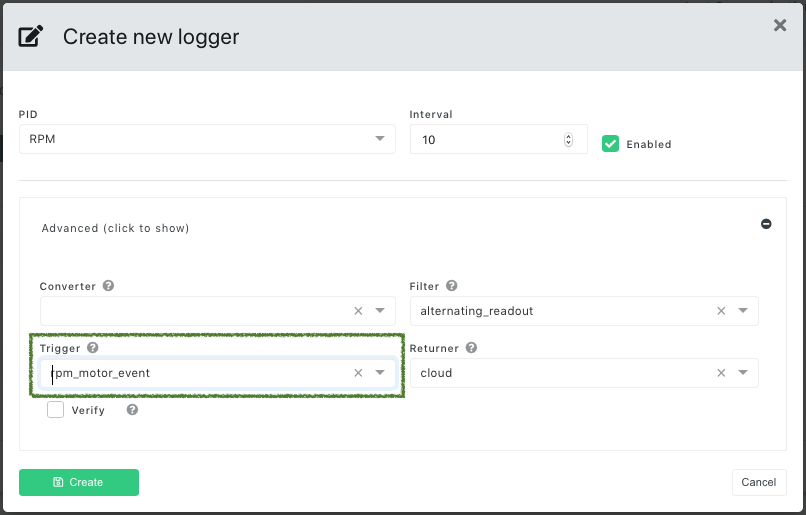 Create new logger
PID
Interval
RPM
10
Enabled
Advanced (click to show)
Converter
Filter
alternating_readout
Trigger
Returner
rpm_motor_event
cloud
Verify
Create
Cancel